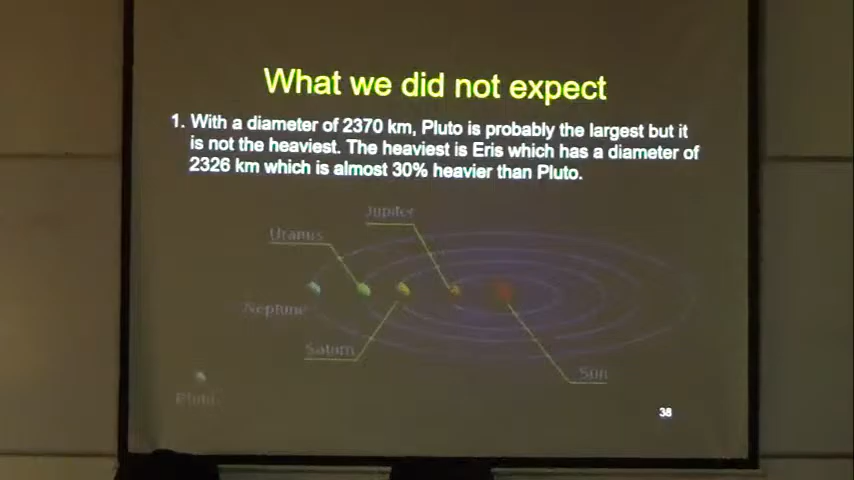 What we did not expect
1. With a diameter of 2370 km, Pluto is probably the largest but it
is not the heaviest. The heaviest is Eris which has a diameter of
2326 km which is almost 30% heavier than Pluto.
Jupiter
Uranus
Neptune
Saturn
Sun
Pluto
38